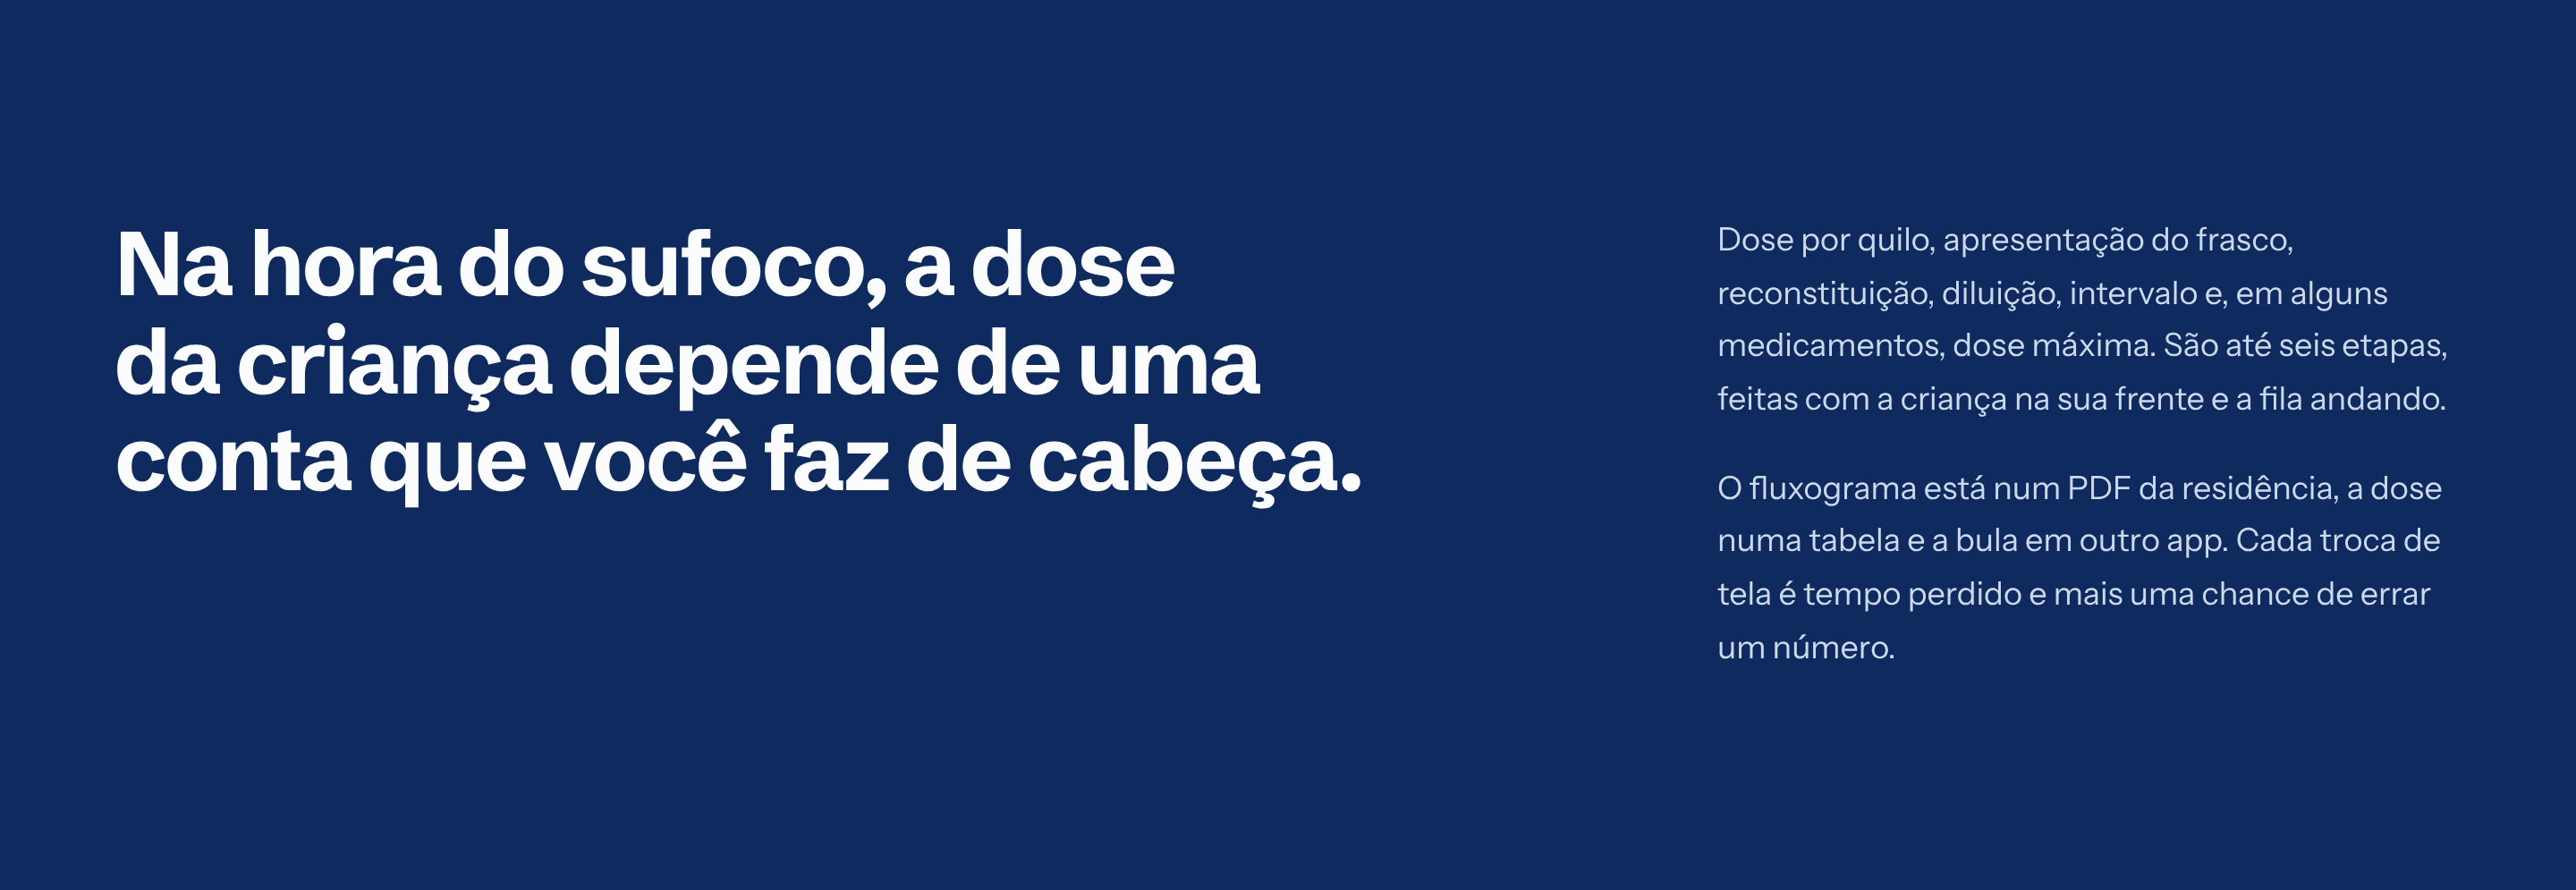 Na hora do sufoco, a dose
da criança depende de uma
conta que você faz de cabeça.
Dose por quilo, apresentação do frasco,
reconstituição, diluição, intervalo e, em alguns
medicamentos, dose máxima. São até seis etapas,
feitas com a criança na sua frente e a fila andando.
O fluxograma está num PDF da residência, a dose
numa tabela e a bula em outro app. Cada troca de
tela é tempo perdido e mais uma chance de errar
um número.